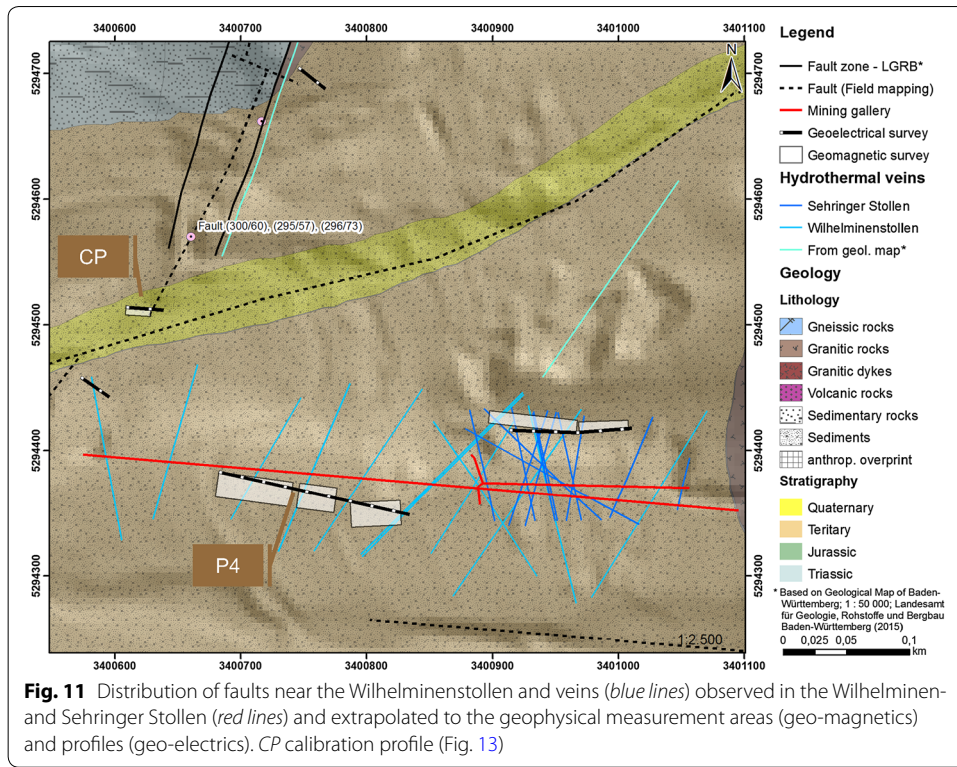 3400600 3400700 3400800 3400900 3401000 3401100
5294700 5294700
5294600 5294600
5294500 5294500
5294400 5294400
5294300 5294300
N
Fault (300/60), (295/57), (296/73)
CP
P4
1:2.500
3400600 3400700 3400800 3400900 3401000 3401100
Legend
Fault zone - LGRB*
Fault (Field mapping)
Mining gallery
Geoelectrical survey
Geomagnetic survey
Hydrothermal veins
Sehringer Stollen
Wilhelminenstollen
From geol. map*
Geology
Lithology
Gneissic rocks
Granitic rocks
Granitic dykes
Volcanic rocks
Sedimentary rocks
Sediments
anthrop. overprint
Stratigraphy
Quaternary
Teritary
Jurassic
Triassic
* Based on Geological Map of Baden-
Württemberg; 1 : 50 000; Landesamt
für Geologie, Rohstoffe und Bergbau
Baden-Württemberg (2015)
0 0,025 0,05 0,1
km
Fig. 11 Distribution of faults near the Wilhelminenstollen and veins (blue lines) observed in the Wilhelminen-
and Sehringer Stollen (red lines) and extrapolated to the geophysical measurement areas (geo-magnetics)
and profiles (geo-electrics). CP calibration profile (Fig. 13)